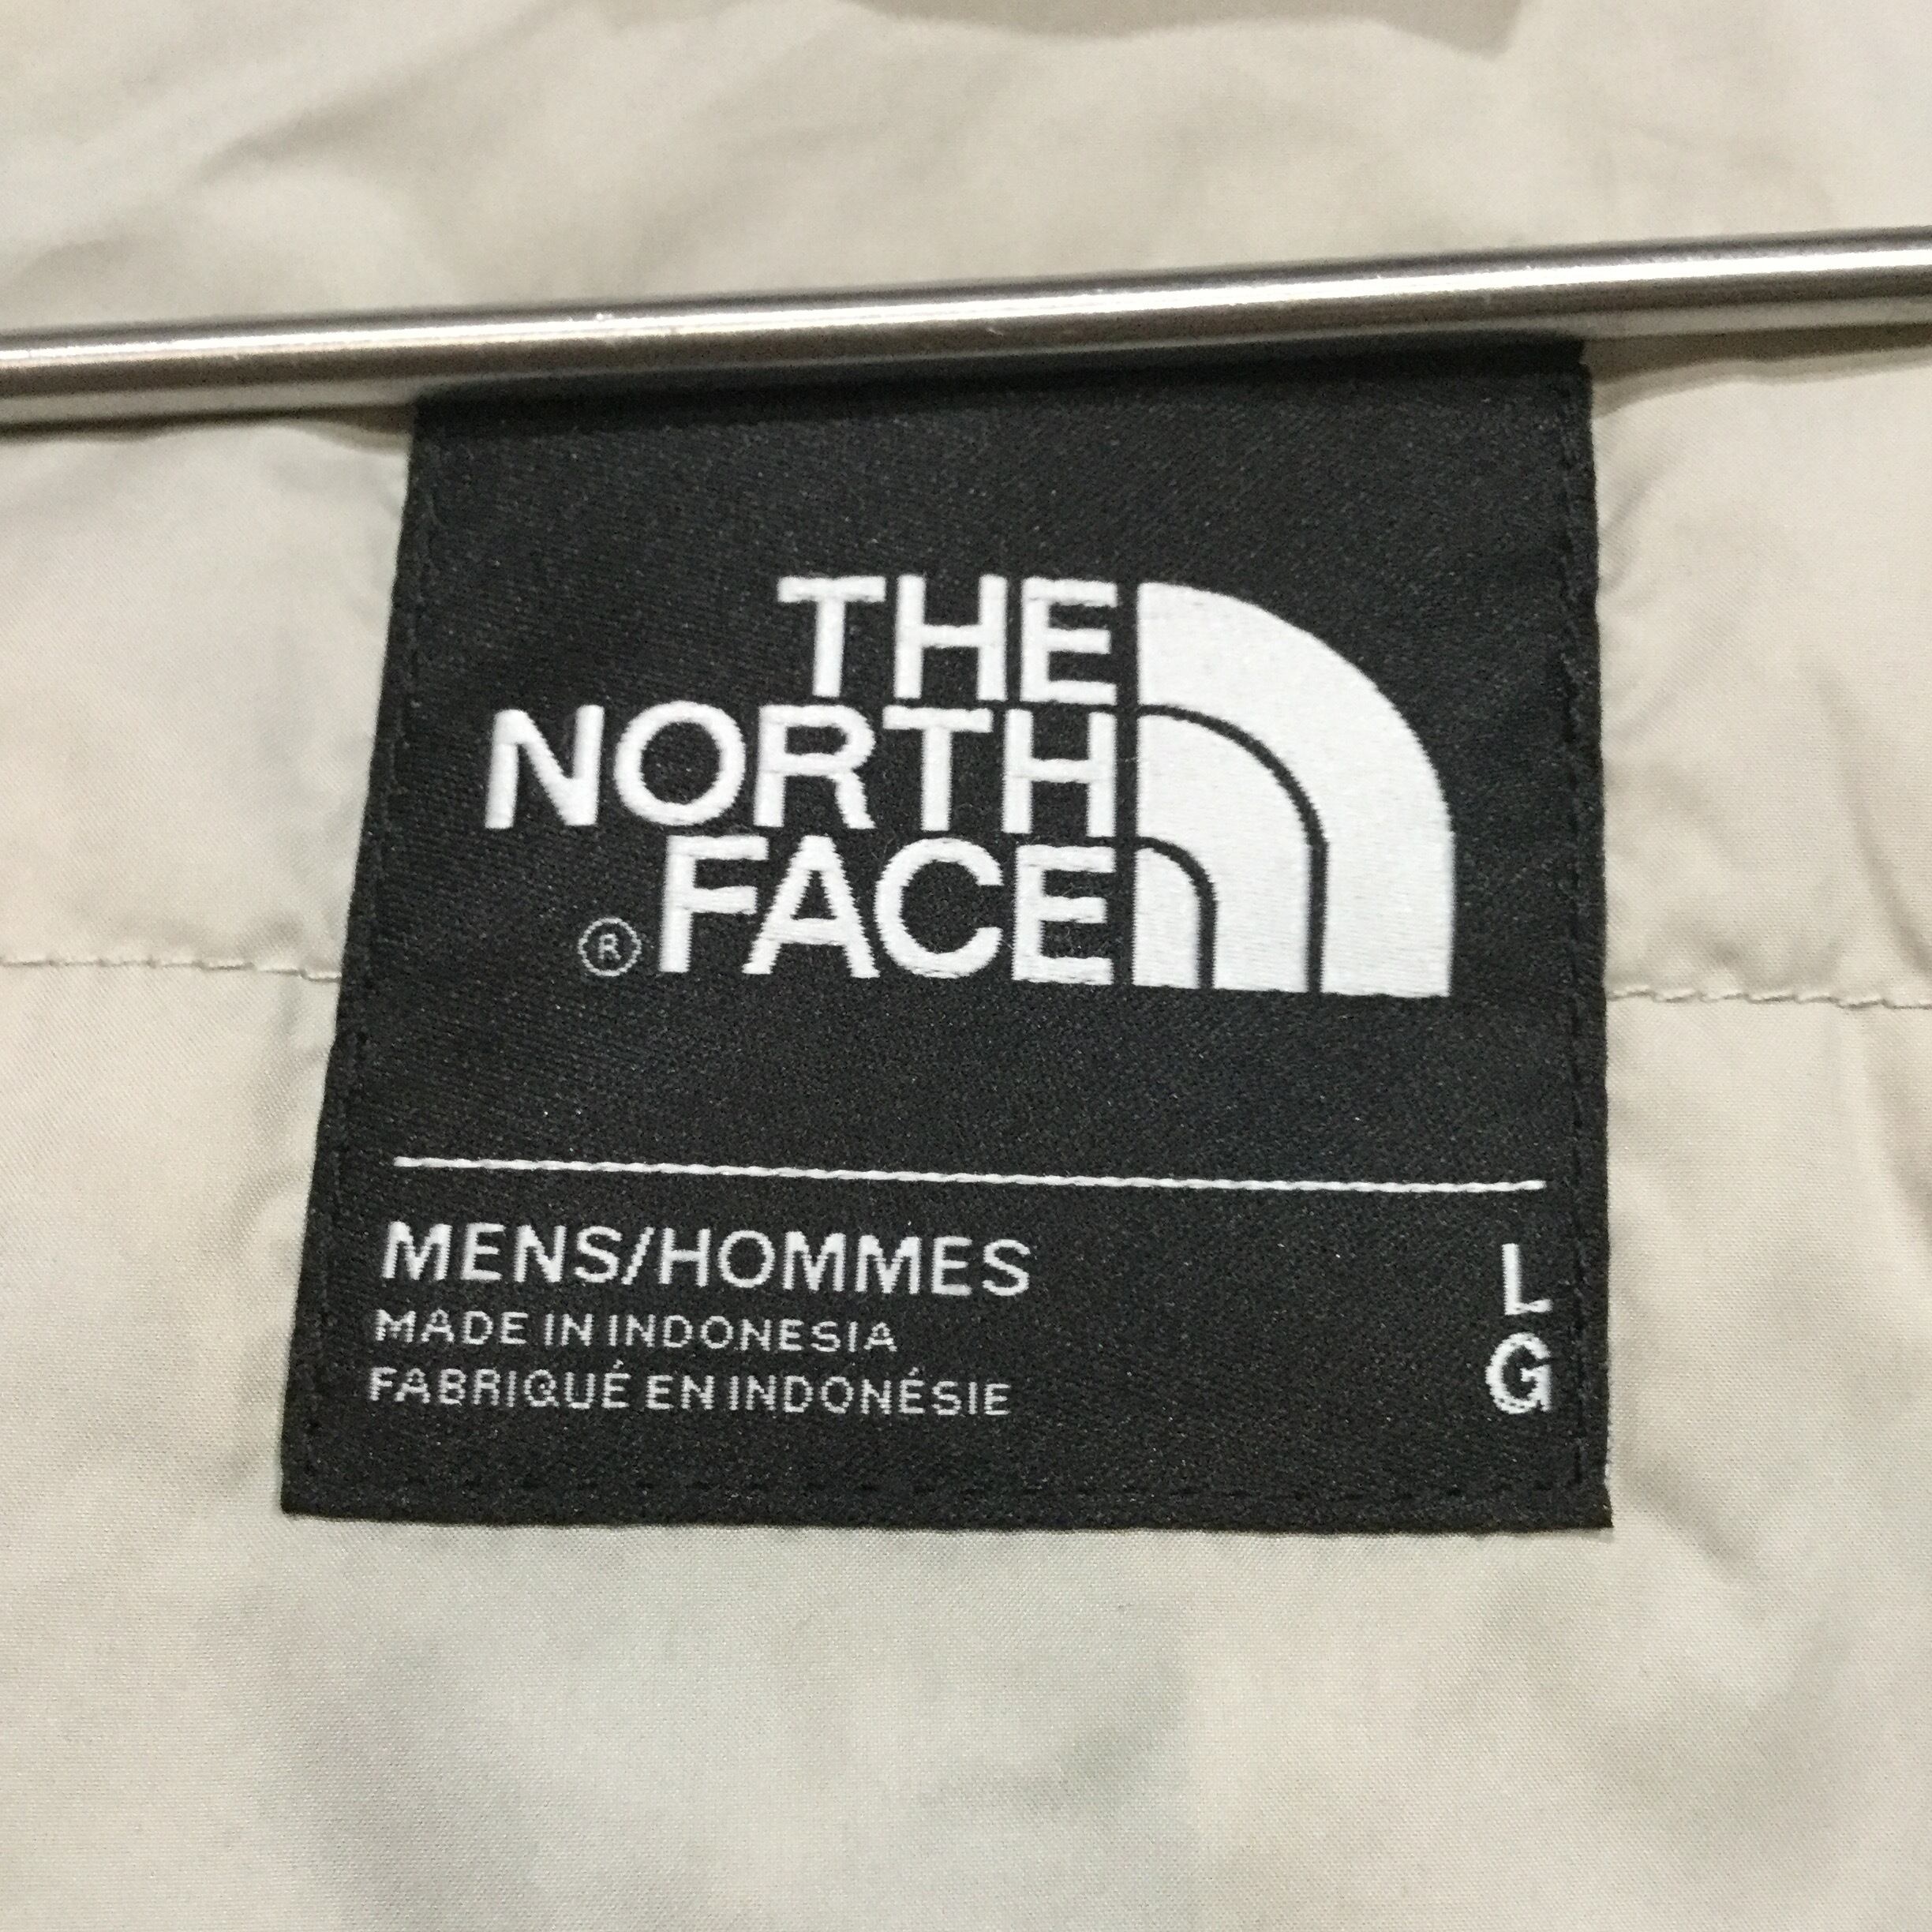 THE
NORTH
® FACE
MENS/HOMMES L
MADE IN INDONESIA
FABRIQUÉ EN INDONÉSIE G